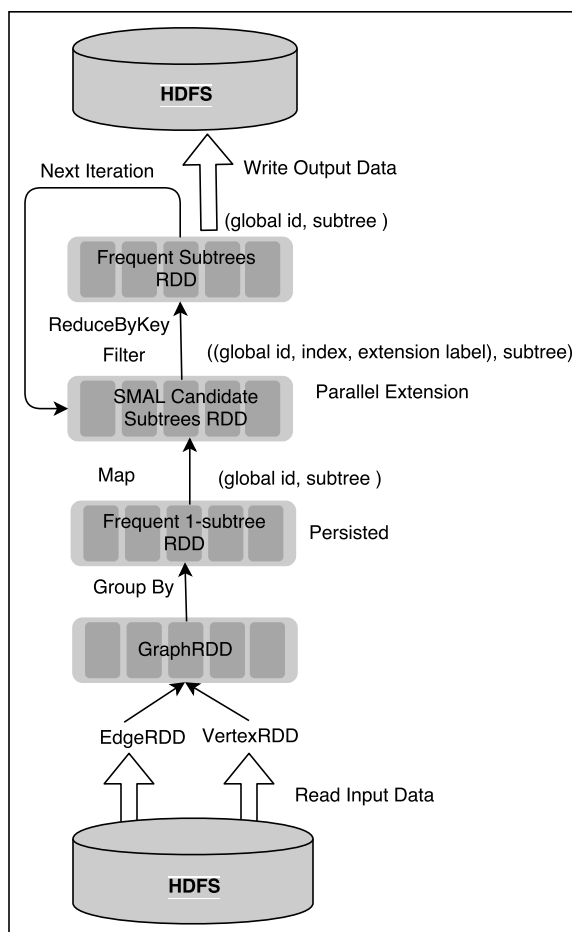 HDFS
Next Iteration
Write Output Data
(global id, subtree )
Frequent Subtrees
RDD
ReduceByKey
Filter
((global id, index, extension label), subtree)
SMAL Candidate
Subtrees RDD
Parallel Extension
Map
(global id, subtree )
Frequent 1-subtree
RDD
Persisted
Group By
GraphRDD
EdgeRDD
VertexRDD
Read Input Data
HDFS